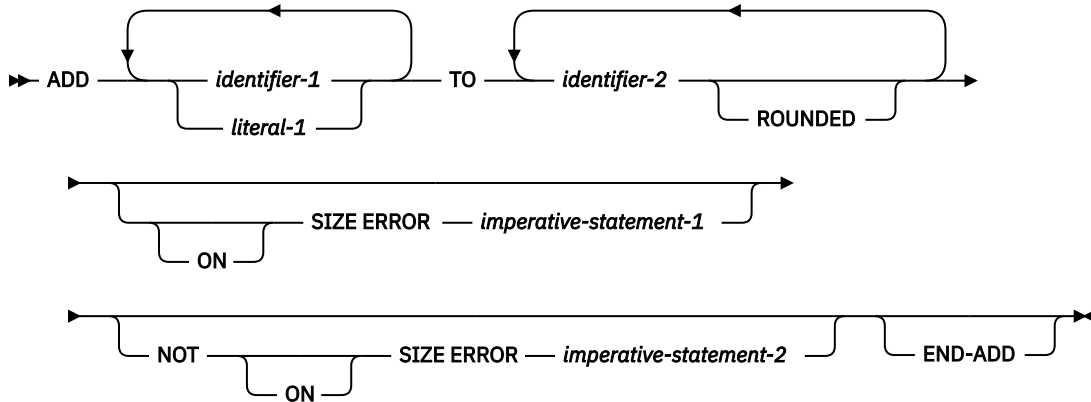 ADD identifier-1 TO identifier-2
literal-1 ROUNDED
SIZE ERROR imperative-statement-1
ON
NOT SIZE ERROR imperative-statement-2 END-ADD
ON